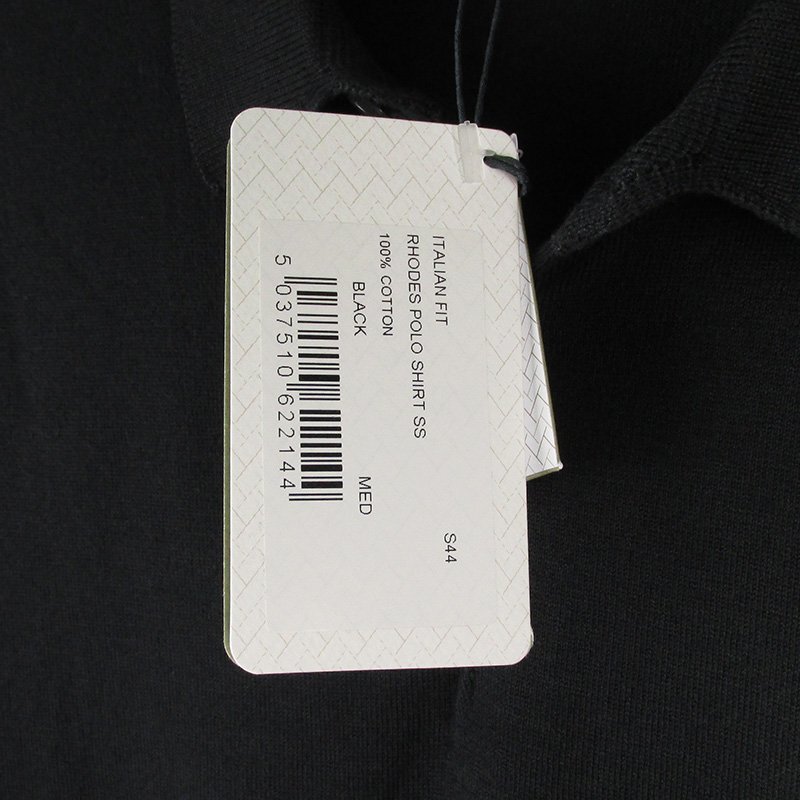 ITALIAN FIT
S44
RHODES POLO SHIRT SS
100% COTTON
BLACK
MED
5 037510 622144